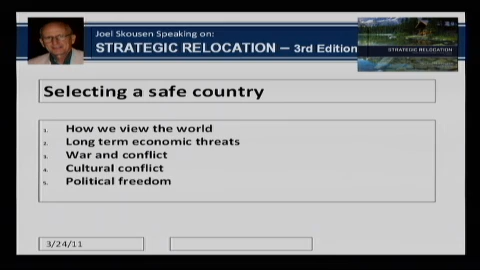 Joel Skousen Speaking on:
STRATEGIC RELOCATION – 3rd Edition
STRATEGIC RELOCATION
Selecting a safe country
1. How we view the world
2. Long term economic threats
3. War and conflict
4. Cultural conflict
5. Political freedom
3/24/11